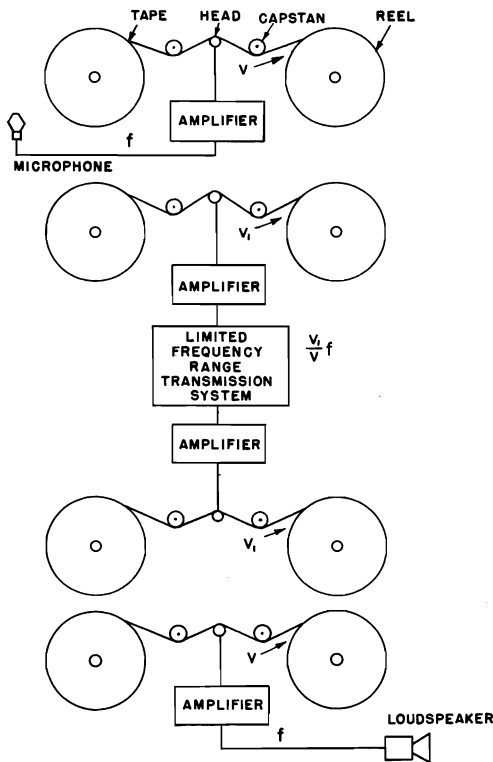 TAPE HEAD CAPSTAN REEL
V
AMPLIFIER
f
MICROPHONE
V₁
AMPLIFIER
LIMITED
FREQUENCY
RANGE
TRANSMISSION
SYSTEM
V₁/V f
AMPLIFIER
V₁
V
AMPLIFIER
LOUDSPEAKER
f